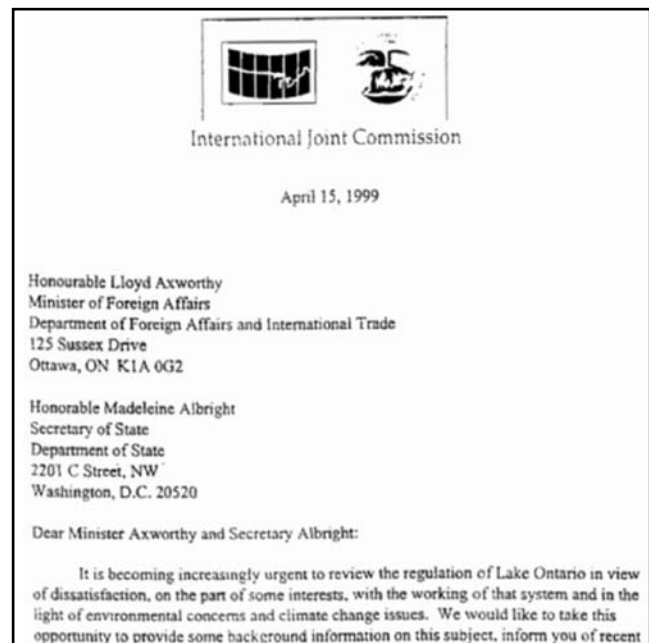 International Joint Commission
April 15, 1999
Honourable Lloyd Axworthy
Minister of Foreign Affairs
Department of Foreign Affairs and International Trade
125 Sussex Drive
Ottawa, ON K1A 0G2
Honorable Madeleine Albright
Secretary of State
Department of State
2201 C Street, NW
Washington, D.C. 20520
Dear Minister Axworthy and Secretary Albright:
It is becoming increasingly urgent to review the regulation of Lake Ontario in view
of dissatisfaction, on the part of some interests, with the working of that system and in the
light of environmental concerns and climate change issues. We would like to take this
opportunity to provide some background information on this subject, inform you of recent